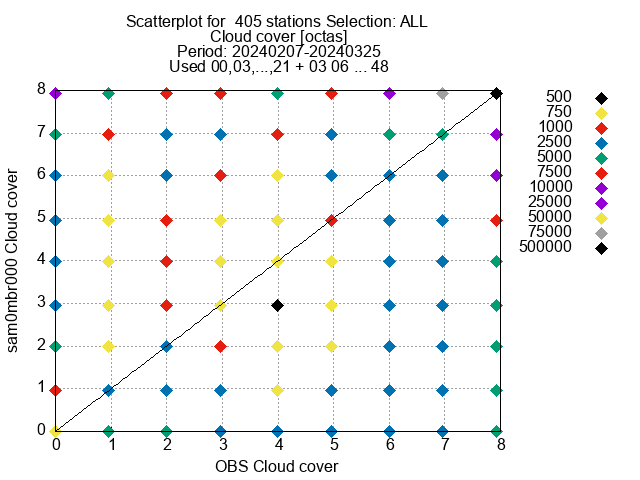 Scatterplot for  405 stations Selection: ALL
Cloud cover [octas]
Period: 20240207-20240325
Used 00,03,...,21 + 03 06 ... 48
8
7
6
5
4
3
2
1
0
sam0mbr000 Cloud cover
0 1 2 3 4 5 6 7 8
OBS Cloud cover
500
750
1000
2500
5000
7500
10000
25000
50000
75000
500000